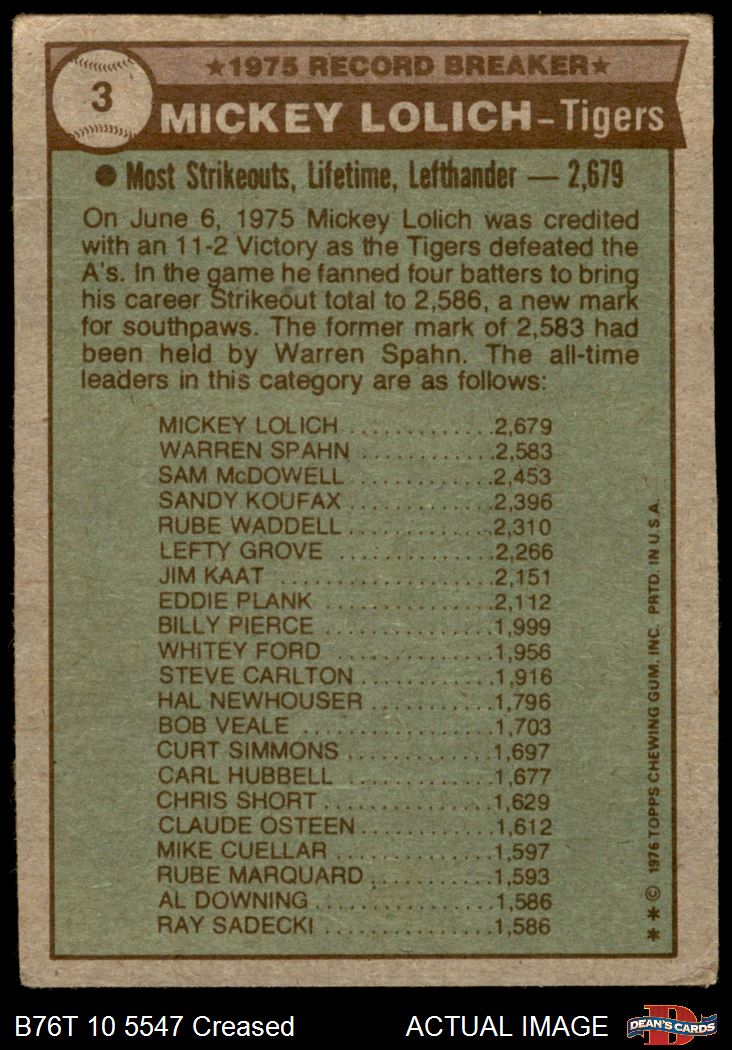 ★1975 RECORD BREAKER★
3
MICKEY LOLICH–Tigers
● Most Strikeouts, Lifetime, Lefthander — 2,679
On June 6, 1975 Mickey Lolich was credited
with an 11-2 Victory as the Tigers defeated the
A's. In the game he fanned four batters to bring
his career Strikeout total to 2,586, a new mark
for southpaws. The former mark of 2,583 had
been held by Warren Spahn. The all-time
leaders in this category are as follows:
MICKEY LOLICH .............2,679
WARREN SPAHN .............2,583
SAM McDOWELL .............2,453
SANDY KOUFAX .............2,396
RUBE WADDELL .............2,310
LEFTY GROVE .............2,266
JIM KAAT .............2,151
EDDIE PLANK .............2,112
BILLY PIERCE .............1,999
WHITEY FORD .............1,956
STEVE CARLTON .............1,916
HAL NEWHOUSER .............1,796
BOB VEALE .............1,703
CURT SIMMONS .............1,697
CARL HUBBELL .............1,677
CHRIS SHORT .............1,629
CLAUDE OSTEEN .............1,612
MIKE CUELLAR .............1,597
RUBE MARQUARD .............1,593
AL DOWNING .............1,586
RAY SADECKI .............1,586
** © 1976 TOPPS CHEWING GUM, INC. PRTD. IN U.S.A.
B76T 10 5547 Creased
ACTUAL IMAGE
D
DEAN'S CARDS